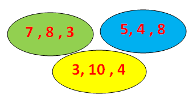 7 , 8 , 3
5, 4 , 8
3, 10 , 4